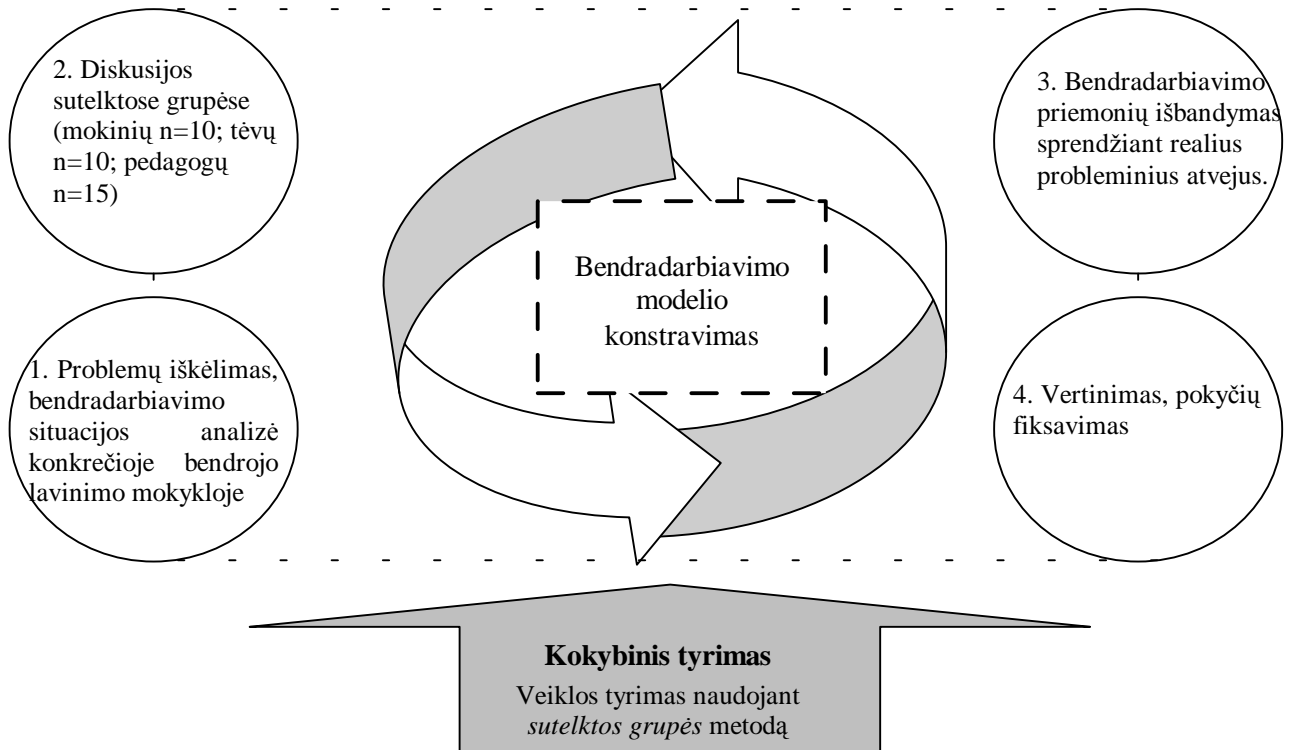 2. Diskusijos
sutelktose grupėse
(mokinių n=10; tėvų
n=10; pedagogų
n=15)
3. Bendradarbiavimo
priemonių išbandymas
sprendžiant realius
probleminius atvejus.
Bendradarbiavimo
modelio
konstravimas
1. Problemų iškėlimas,
bendradarbiavimo
situacijos analizė
konkrečioje bendrojo
lavinimo mokykloje
4. Vertinimas, pokyčių
fiksavimas
Kokybinis tyrimas
Veiklos tyrimas naudojant
sutelktos grupės metodą